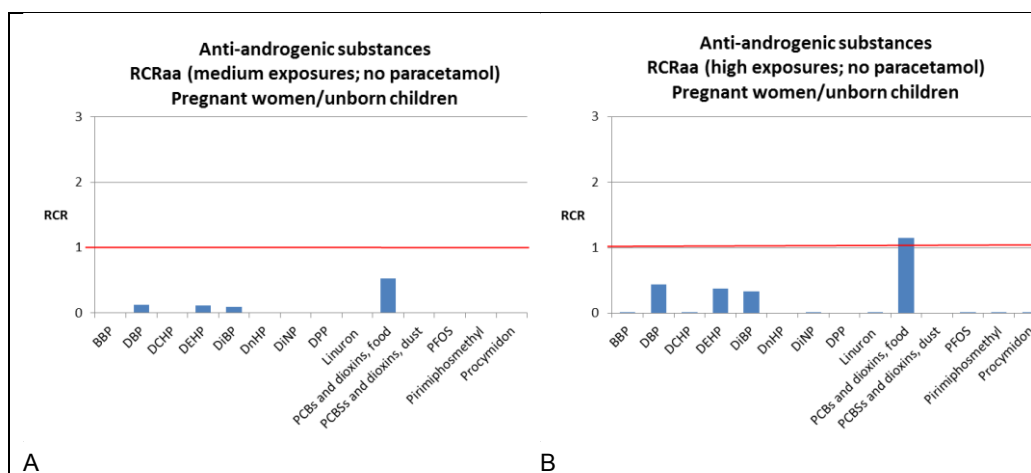 Anti-androgenic substances
RCRaa (medium exposures; no paracetamol)
Pregnant women/unborn children
3
2
RCR
1
0
BBP
DBP
DCHP
DEHP
DiBP
DnHP
DiNP
DPP
Linuron
PCBs and dioxins, food
PCBSs and dioxins, dust
PFOS
Pirimiphosmethyl
Procymidon
A
Anti-androgenic substances
RCRaa (high exposures; no paracetamol)
Pregnant women/unborn children
3
2
RCR
1
0
BBP
DBP
DCHP
DEHP
DiBP
DnHP
DiNP
DPP
Linuron
PCBs and dioxins, food
PCBSs and dioxins, dust
PFOS
Pirimiphosmethyl
Procymidon
B